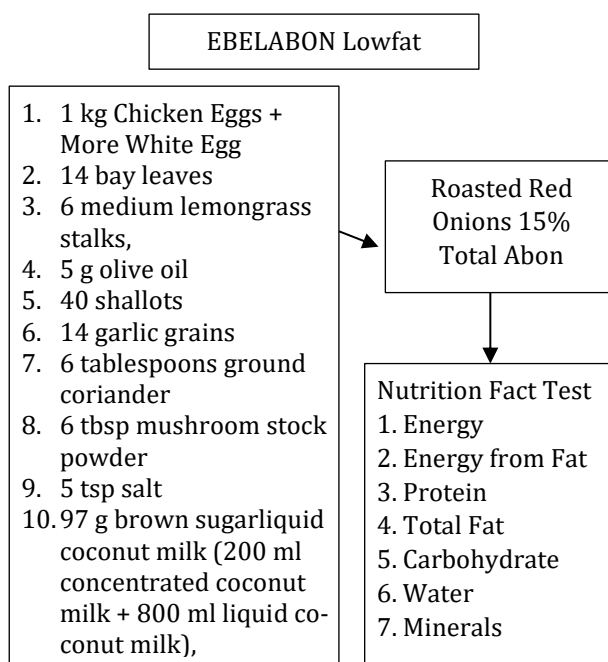 EBELABON Lowfat
1. 1 kg Chicken Eggs +
More White Egg
2. 14 bay leaves
3. 6 medium lemongrass
stalks,
4. 5 g olive oil
5. 40 shallots
6. 14 garlic grains
7. 6 tablespoons ground
coriander
8. 6 tbsp mushroom stock
powder
9. 5 tsp salt
10. 97 g brown sugarliquid
coconut milk (200 ml
concentrated coconut
milk + 800 ml liquid co-
conut milk),
Roasted Red
Onions 15%
Total Abon
Nutrition Fact Test
1. Energy
2. Energy from Fat
3. Protein
4. Total Fat
5. Carbohydrate
6. Water
7. Minerals